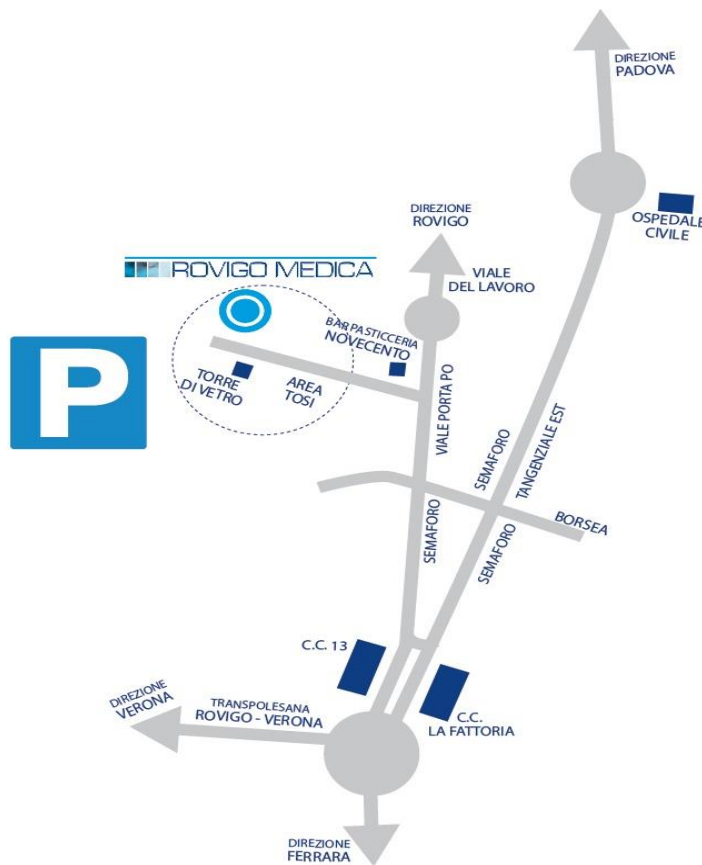 DIREZIONE
PADOVA
OSPEDALE
CIVILE
DIREZIONE
ROVIGO
VIALE
DEL LAVORO
ROVIGO MEDICA
BAR PASTICCERIA
NOVECENTO
P
TORRE
DI VETRO
AREA
TOSI
VIALE PORTA PO
SEMAFORO
TANGENZIALE EST
SEMAFORO
SEMAFORO
BORSEA
C.C. 13
C.C.
LA FATTORIA
DIREZIONE
VERONA
TRANSPOLESANA
ROVIGO - VERONA
DIREZIONE
FERRARA